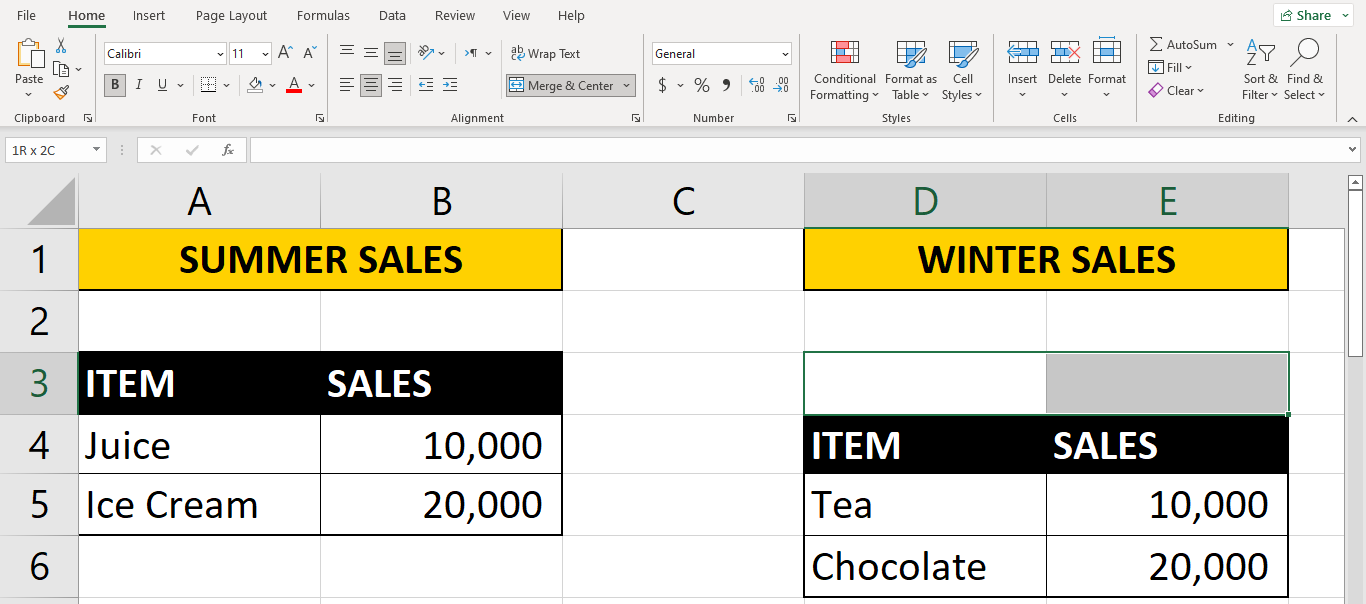 File Home Insert Page Layout Formulas Data Review View Help Share
Calibri 11 A A ab Wrap Text General AutoSum
Paste Conditional Format as Cell Insert Delete Format Fill Sort & Find &
B I U A Merge & Center $ % 9 .00 .00 Formatting Table Styles Clear Filter Select
Clipboard Font Alignment Number Styles Cells Editing
1R x 2C fx
A B C D E
1 SUMMER SALES WINTER SALES
2
3 ITEM SALES
4 Juice 10,000 ITEM SALES
5 Ice Cream 20,000 Tea 10,000
6 Chocolate 20,000